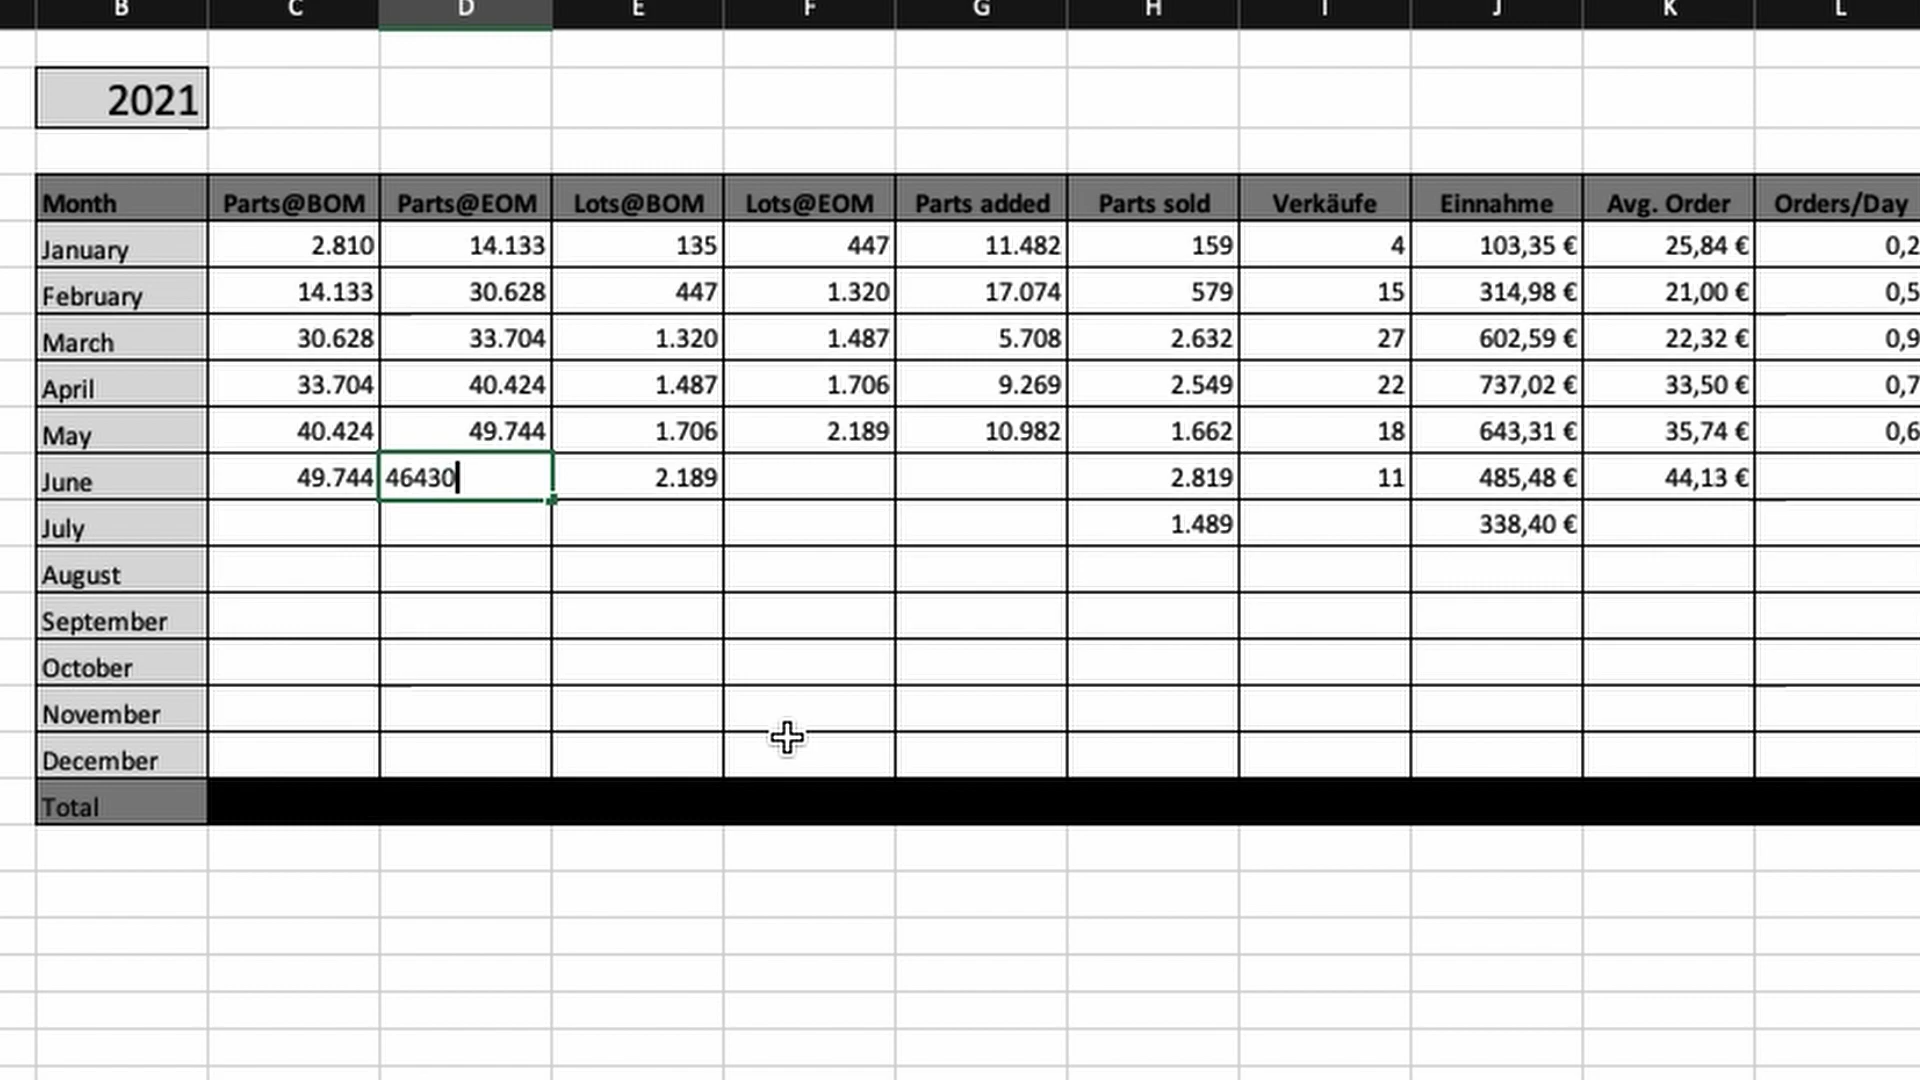 B C D E F G H I J K L
2021
Month Parts@BOM Parts@EOM Lots@BOM Lots@EOM Parts added Parts sold Verkäufe Einnahme Avg. Order Orders/Day
January 2.810 14.133 135 447 11.482 159 4 103,35 € 25,84 € 0,2
February 14.133 30.628 447 1.320 17.074 579 15 314,98 € 21,00 € 0,5
March 30.628 33.704 1.320 1.487 5.708 2.632 27 602,59 € 22,32 € 0,9
April 33.704 40.424 1.487 1.706 9.269 2.549 22 737,02 € 33,50 € 0,7
May 40.424 49.744 1.706 2.189 10.982 1.662 18 643,31 € 35,74 € 0,6
June 49.744 46430 2.189 2.819 11 485,48 € 44,13 €
July 1.489 338,40 €
August
September
October
November
December
Total